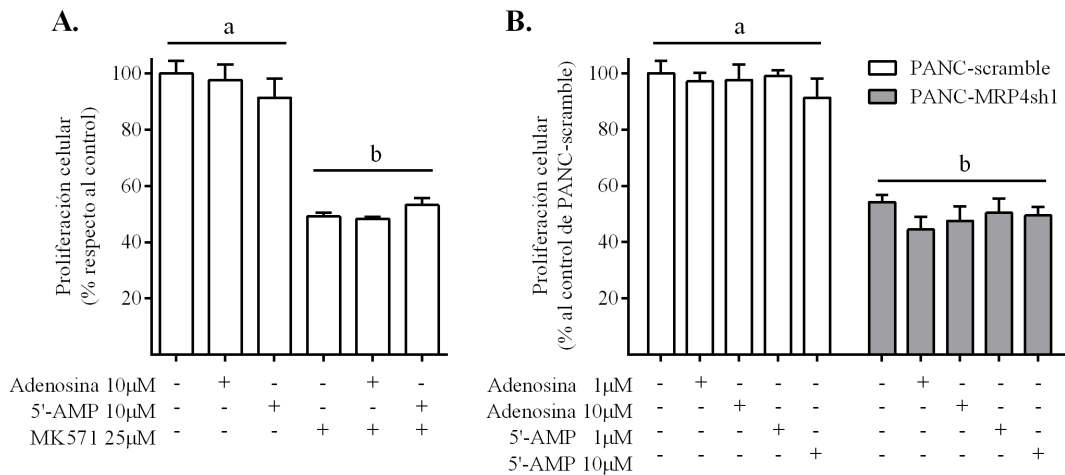 A.
Proliferación celular
(% respecto al control)
100
80
60
40
20
a
b
Adenosina 10µM - + - - + -
5'-AMP 10µM - - + - - +
MK571 25µM - - - + + +
B.
Proliferación celular
(% al control de PANC-scramble)
100
80
60
40
20
a
b
PANC-scramble
PANC-MRP4sh1
Adenosina 1µM - + - - - - + - - -
Adenosina 10µM - - + - - - - + - -
5'-AMP 1µM - - - + - - - - + -
5'-AMP 10µM - - - - + - - - - +